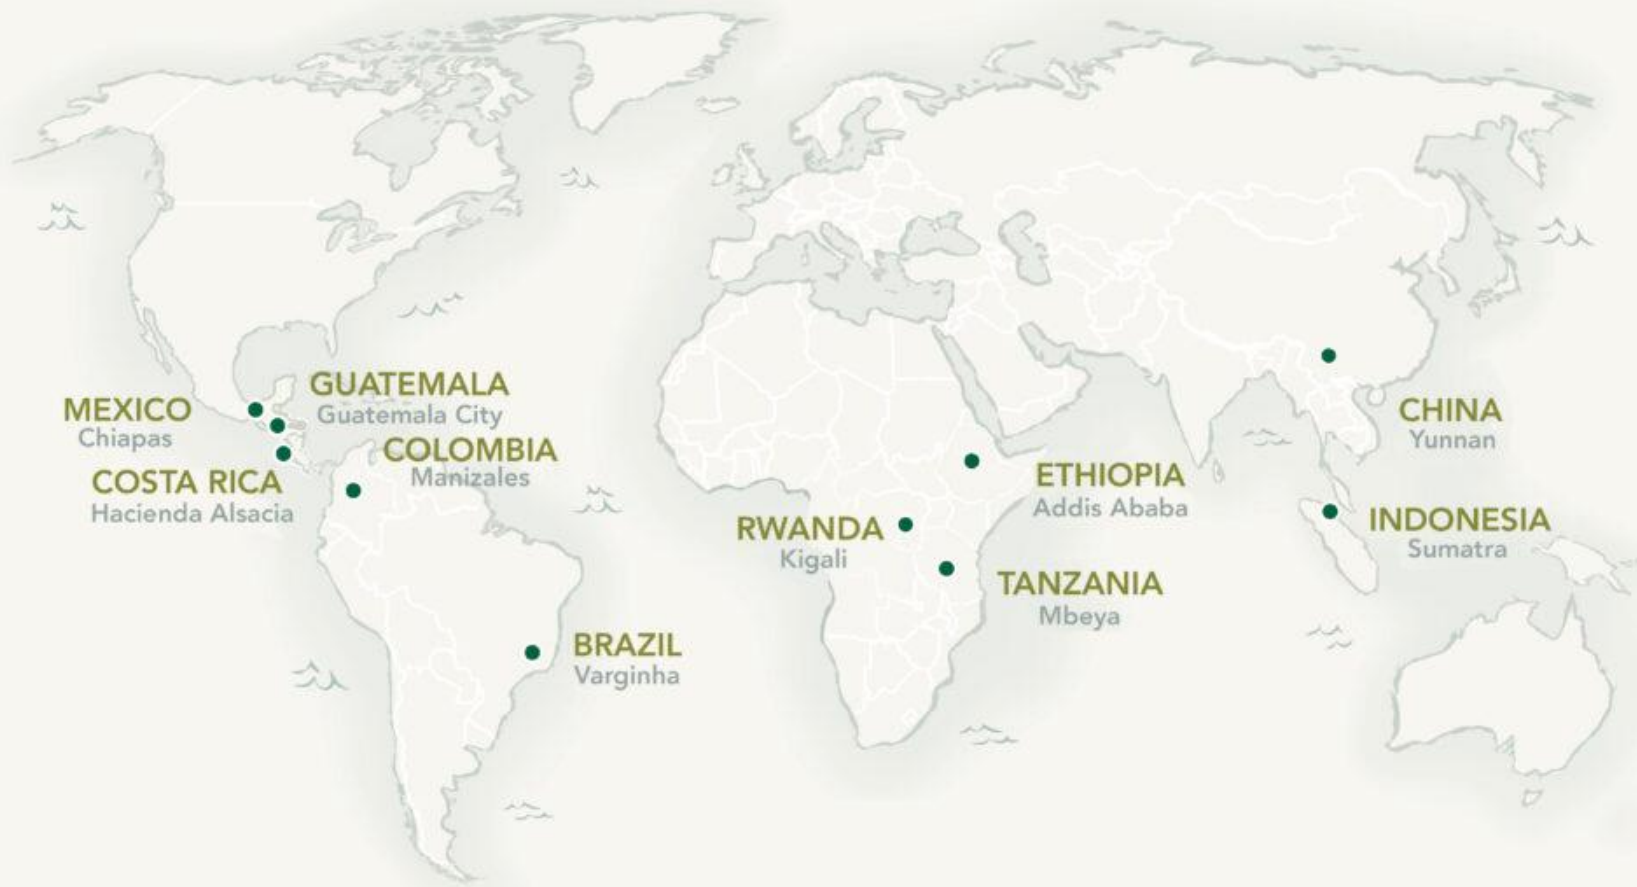 GUATEMALA
Guatemala City
MEXICO
Chiapas
COLOMBIA
Manizales
COSTA RICA
Hacienda Alsacia
BRAZIL
Varginha
RWANDA
Kigali
ETHIOPIA
Addis Ababa
TANZANIA
Mbeya
CHINA
Yunnan
INDONESIA
Sumatra